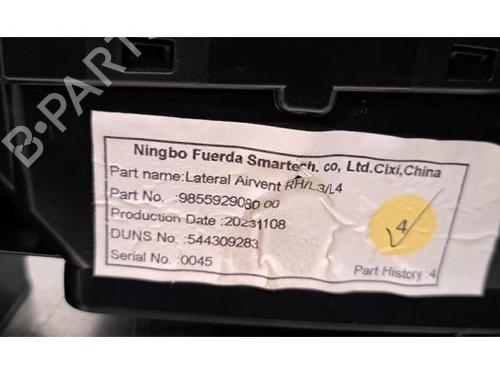 B-PARTS
Ningbo Fuerda Smartech. co, Ltd.Cixi,China
Part name:Lateral Airvent RH/L3/L4
Part No. :9855929080 00
Production Date :20231108
DUNS No :544309283
Serial No. :0045
4
Part History :4